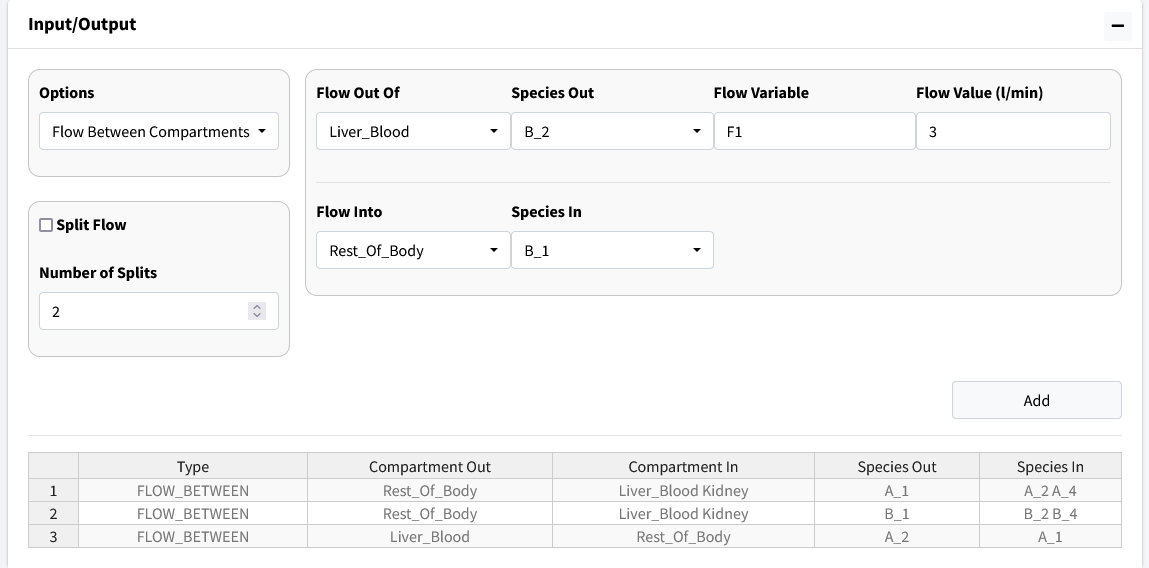 Input/Output
Options
Flow Between Compartments
Split Flow
Number of Splits
2
Flow Out Of Species Out Flow Variable Flow Value (l/min)
Liver_Blood B_2 F1 3
Flow Into Species In
Rest_Of_Body B_1
Add
Type Compartment Out Compartment In Species Out Species In
1 FLOW_BETWEEN Rest_Of_Body Liver_Blood Kidney A_1 A_2 A_4
2 FLOW_BETWEEN Rest_Of_Body Liver_Blood Kidney B_1 B_2 B_4
3 FLOW_BETWEEN Liver_Blood Rest_Of_Body A_2 A_1